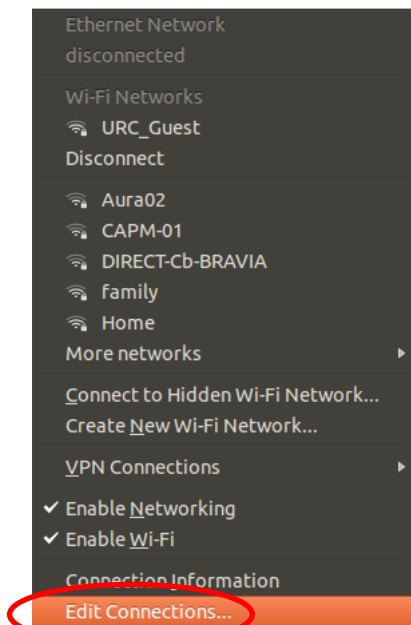 Ethernet Network
disconnected
Wi-Fi Networks
URC_Guest
Disconnect
Aura02
CAPM-01
DIRECT-Cb-BRAVIA
family
Home
More networks
Connect to Hidden Wi-Fi Network...
Create New Wi-Fi Network...
VPN Connections
Enable Networking
Enable Wi-Fi
Connection Information
Edit Connections...